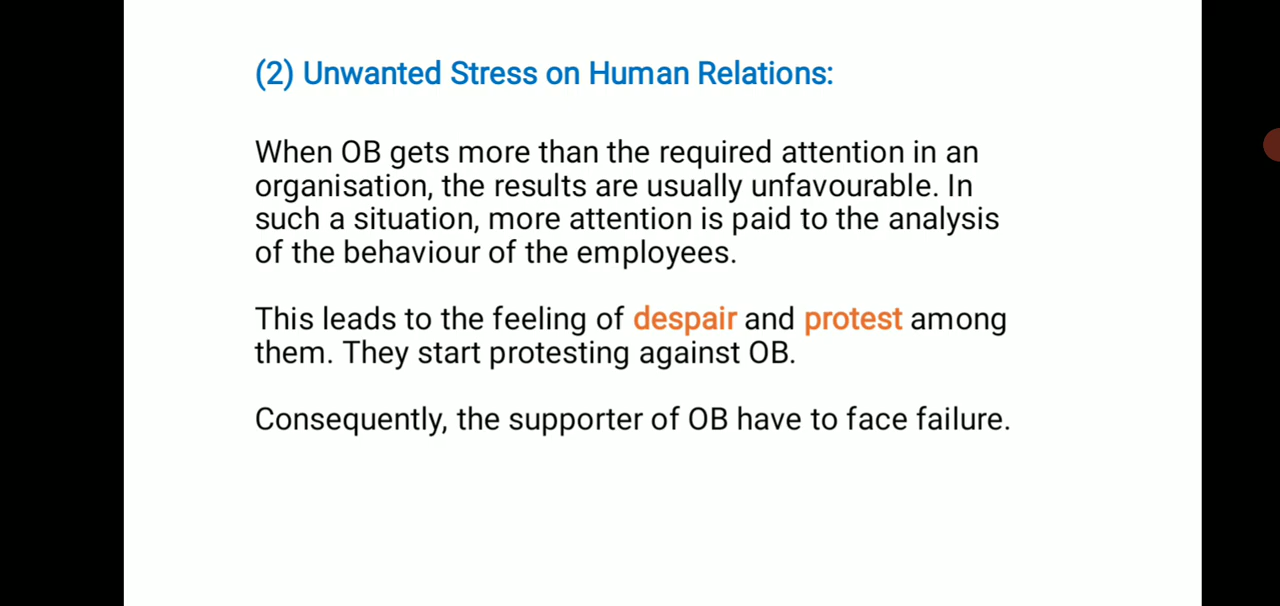 (2) Unwanted Stress on Human Relations:
When OB gets more than the required attention in an
organisation, the results are usually unfavourable. In
such a situation, more attention is paid to the analysis
of the behaviour of the employees.
This leads to the feeling of despair and protest among
them. They start protesting against OB.
Consequently, the supporter of OB have to face failure.